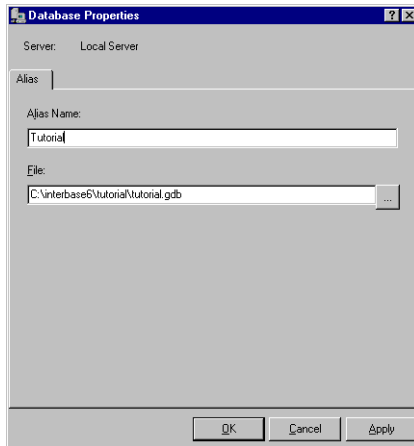 Database Properties
Server: Local Server
Alias
Alias Name:
Tutorial
File:
C:\interbase6\tutorial\tutorial.gdb
...
OK Cancel Apply